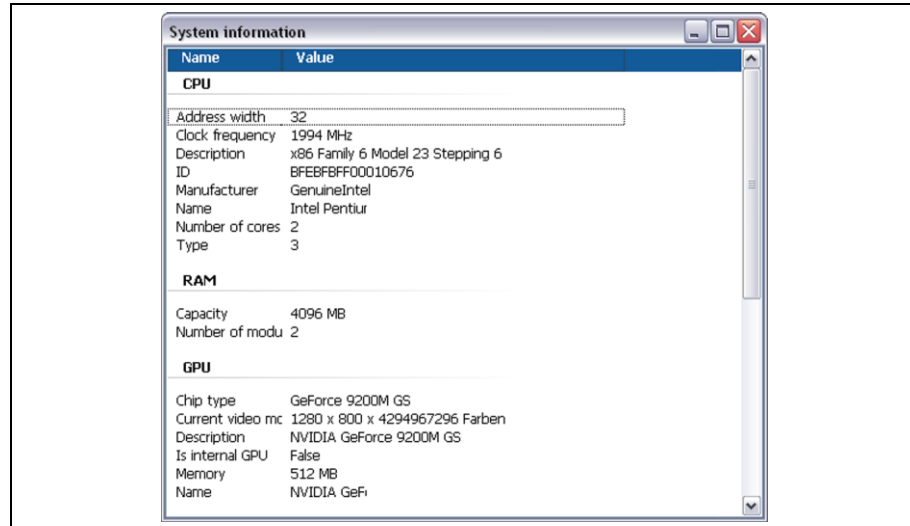 System information
Name Value
CPU
Address width 32
Clock frequency 1994 MHz
Description x86 Family 6 Model 23 Stepping 6
ID BFEBFBFF00010676
Manufacturer GenuineIntel
Name Intel Pentiur
Number of cores 2
Type 3
RAM
Capacity 4096 MB
Number of modu 2
GPU
Chip type GeForce 9200M GS
Current video mc 1280 x 800 x 4294967296 Farben
Description NVIDIA GeForce 9200M GS
Is internal GPU False
Memory 512 MB
Name NVIDIA GeF